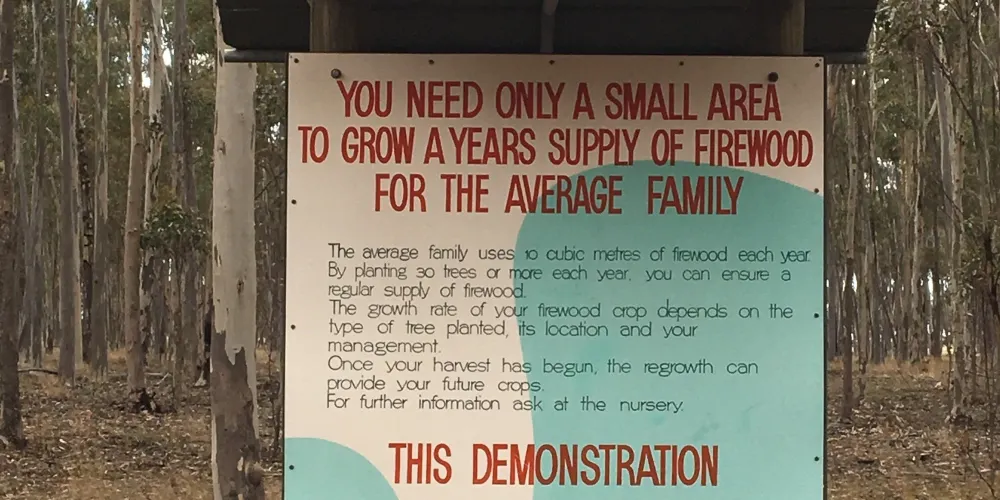 YOU NEED ONLY A SMALL AREA
TO GROW A YEARS SUPPLY OF FIREWOOD
FOR THE AVERAGE FAMILY
The average family uses 10 cubic metres of firewood each year.
By planting 30 trees or more each year, you can ensure a
regular supply of firewood.
The growth rate of your firewood crop depends on the
type of tree planted, its location and your
management.
Once your harvest has begun, the regrowth can
provide your future crops.
For further information ask at the nursery.
THIS DEMONSTRATION